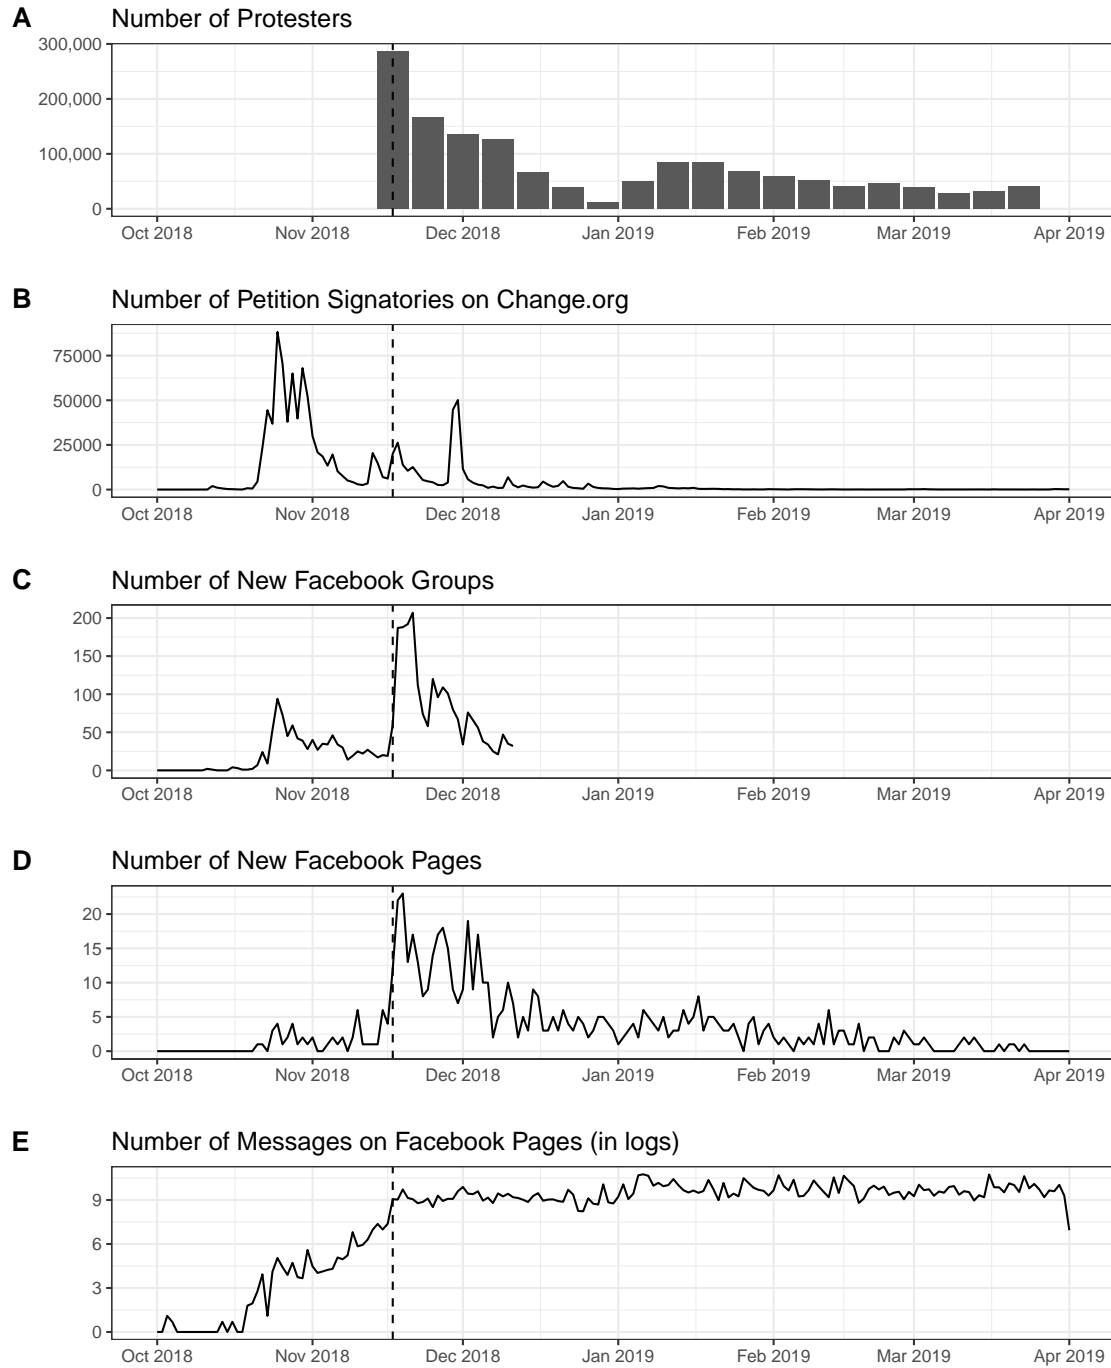 A Number of Protesters
300,000
200,000
100,000
0
Oct 2018 Nov 2018 Dec 2018 Jan 2019 Feb 2019 Mar 2019 Apr 2019
B Number of Petition Signatories on Change.org
75000
50000
25000
0
Oct 2018 Nov 2018 Dec 2018 Jan 2019 Feb 2019 Mar 2019 Apr 2019
C Number of New Facebook Groups
200
150
100
50
0
Oct 2018 Nov 2018 Dec 2018 Jan 2019 Feb 2019 Mar 2019 Apr 2019
D Number of New Facebook Pages
20
15
10
5
0
Oct 2018 Nov 2018 Dec 2018 Jan 2019 Feb 2019 Mar 2019 Apr 2019
E Number of Messages on Facebook Pages (in logs)
9
6
3
0
Oct 2018 Nov 2018 Dec 2018 Jan 2019 Feb 2019 Mar 2019 Apr 2019